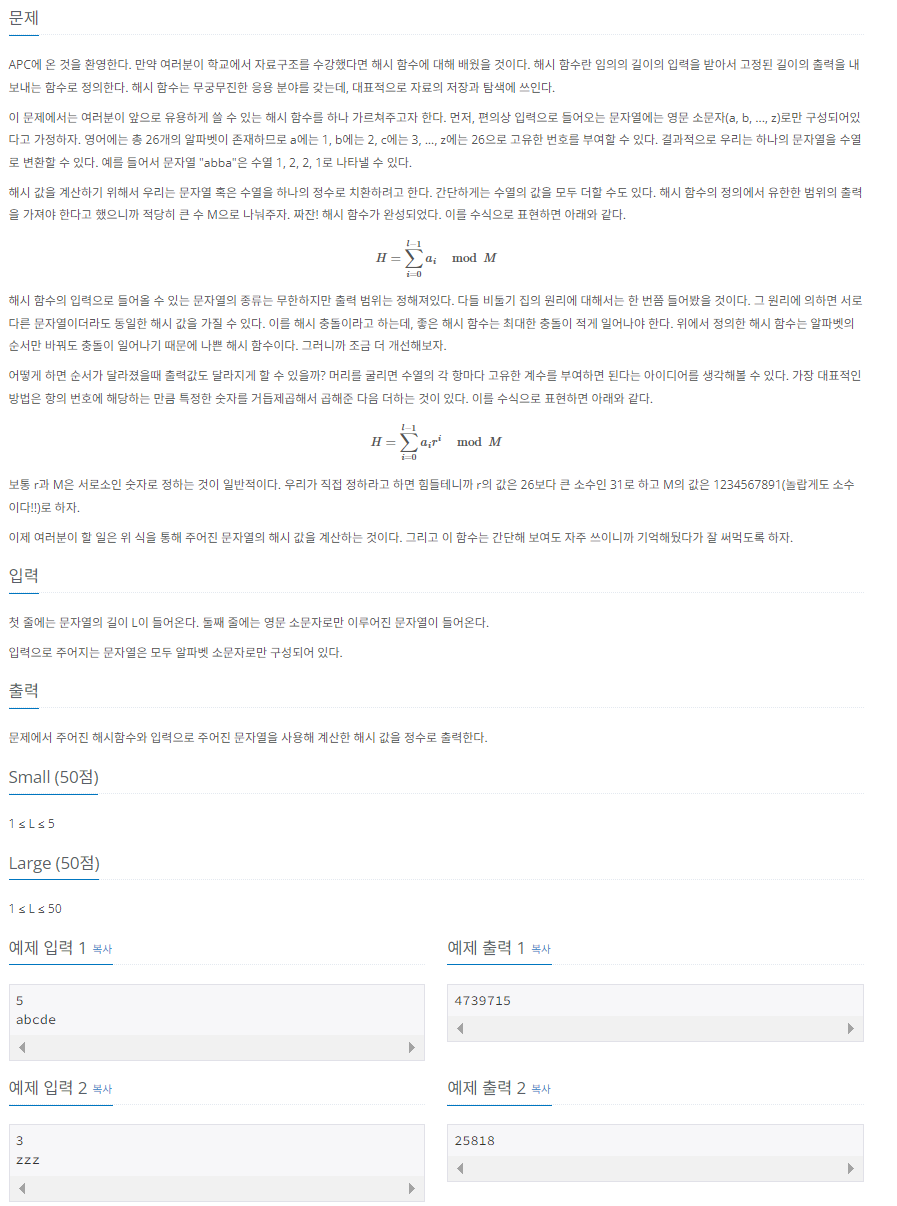 문제
APC에 온 것을 환영한다. 만약 여러분이 학교에서 자료구조를 수강했다면 해시 함수에 대해 배웠을 것이다. 해시 함수란 임의의 길이의 입력을 받아서 고정된 길이의 출력을 내
보내는 함수로 정의한다. 해시 함수는 무궁무진한 응용 분야를 갖는데, 대표적으로 자료의 저장과 탐색에 쓰인다.
이 문제에서는 여러분이 앞으로 유용하게 쓸 수 있는 해시 함수를 하나 가르쳐주고자 한다. 먼저, 편의상 입력으로 들어오는 문자열에는 영문 소문자(a, b, ..., z)로만 구성되어있
다고 가정하자. 영어에는 총 26개의 알파벳이 존재하므로 a에는 1, b에는 2, c에는 3, ..., z에는 26으로 고유한 번호를 부여할 수 있다. 결과적으로 우리는 하나의 문자열을 수열
로 변환할 수 있다. 예를 들어서 문자열 "abba"은 수열 1, 2, 2, 1로 나타낼 수 있다.
해시 값을 계산하기 위해서 우리는 문자열 혹은 수열을 하나의 정수로 치환하려고 한다. 간단하게는 수열의 값을 모두 더할 수도 있다. 해시 함수의 정의에서 유한한 범위의 출력
을 가져야 한다고 했으니까 적당히 큰 수 M으로 나눠주자. 짜잔! 해시 함수가 완성되었다. 이를 수식으로 표현하면 아래와 같다.
H = ∑_{i=0}^{l−1} a_i mod M
해시 함수의 입력으로 들어올 수 있는 문자열의 종류는 무한하지만 출력 범위는 정해져있다. 다들 비둘기 집의 원리에 대해서는 한 번쯤 들어봤을 것이다. 그 원리에 의하면 서로
다른 문자열이더라도 동일한 해시 값을 가질 수 있다. 이를 해시 충돌이라고 하는데, 좋은 해시 함수는 최대한 충돌이 적게 일어나야 한다. 위에서 정의한 해시 함수는 알파벳의
순서만 바꿔도 충돌이 일어나기 때문에 나쁜 해시 함수이다. 그러니까 조금 더 개선해보자.
어떻게 하면 순서가 달라졌을때 출력값도 달라지게 할 수 있을까? 머리를 굴리면 수열의 각 항마다 고유한 계수를 부여하면 된다는 아이디어를 생각해볼 수 있다. 가장 대표적인
방법은 항의 번호에 해당하는 만큼 특정한 숫자를 거듭제곱해서 곱해준 다음 더하는 것이 있다. 이를 수식으로 표현하면 아래와 같다.
H = ∑_{i=0}^{l−1} a_i r^i mod M
보통 r과 M은 서로소인 숫자로 정하는 것이 일반적이다. 우리가 직접 정하라고 하면 힘들테니까 r의 값은 26보다 큰 소수인 31로 하고 M의 값은 1234567891(놀랍게도 소수
이다!!)로 하자.
이제 여러분이 할 일은 위 식을 통해 주어진 문자열의 해시 값을 계산하는 것이다. 그리고 이 함수는 간단해 보여도 자주 쓰이니까 기억해뒀다가 잘 써먹도록 하자.
입력
첫 줄에는 문자열의 길이 L이 들어온다. 둘째 줄에는 영문 소문자로만 이루어진 문자열이 들어온다.
입력으로 주어지는 문자열은 모두 알파벳 소문자로만 구성되어 있다.
출력
문제에서 주어진 해시함수와 입력으로 주어진 문자열을 사용해 계산한 해시 값을 정수로 출력한다.
Small (50점)
1 ≤ L ≤ 5
Large (50점)
1 ≤ L ≤ 50
예제 입력 1 복사
5
abcde
예제 출력 1 복사
4739715
예제 입력 2 복사
3
zzz
예제 출력 2 복사
25818